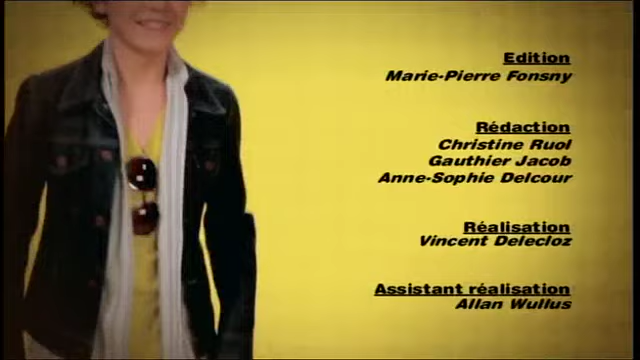 Edition
Marie-Pierre Fonsny
Rédaction
Christine Ruol
Gauthier Jacob
Anne-Sophie Delcour
Réalisation
Vincent Delecloz
Assistant réalisation
Allan Wullus